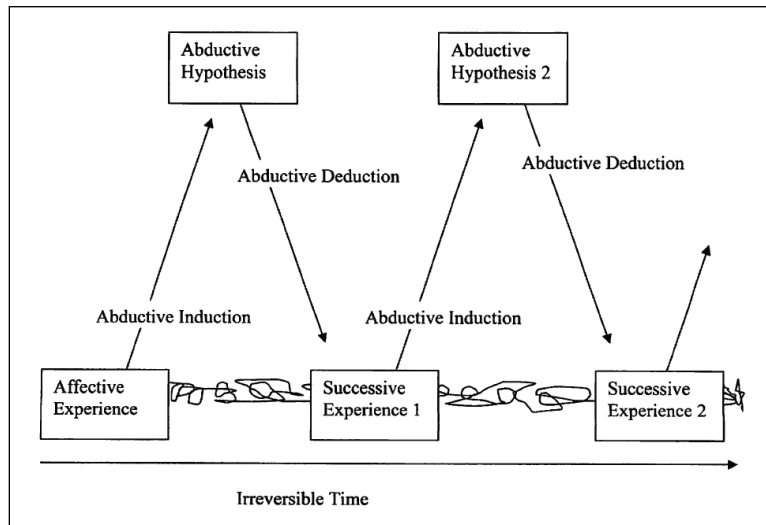 Abductive
Hypothesis
Abductive
Hypothesis 2
Abductive Deduction
Abductive Deduction
Abductive Induction
Abductive Induction
Affective
Experience
Successive
Experience 1
Successive
Experience 2
Irreversible Time